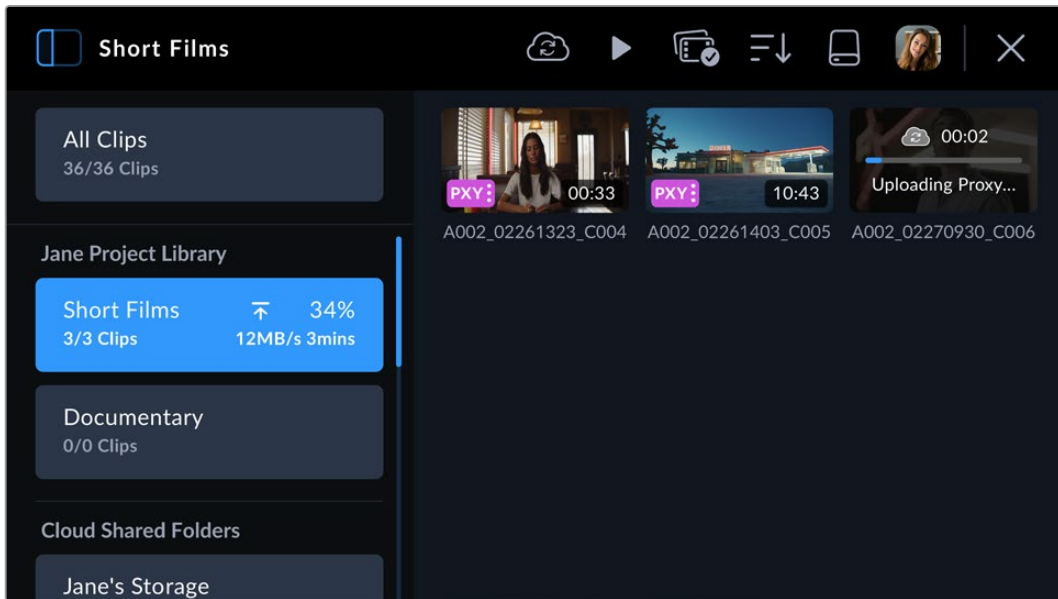 Short Films
All Clips
36/36 Clips
Jane Project Library
Short Films 34%
3/3 Clips 12MB/s 3mins
Documentary
0/0 Clips
Cloud Shared Folders
Jane's Storage
PXY 00:33
A002_02261323_C004
DINER
PXY 10:43
A002_02261403_C005
00:02
Uploading Proxy...
A002_02270930_C006